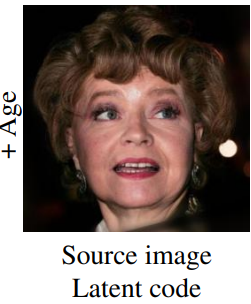 + Age
Source image
Latent code